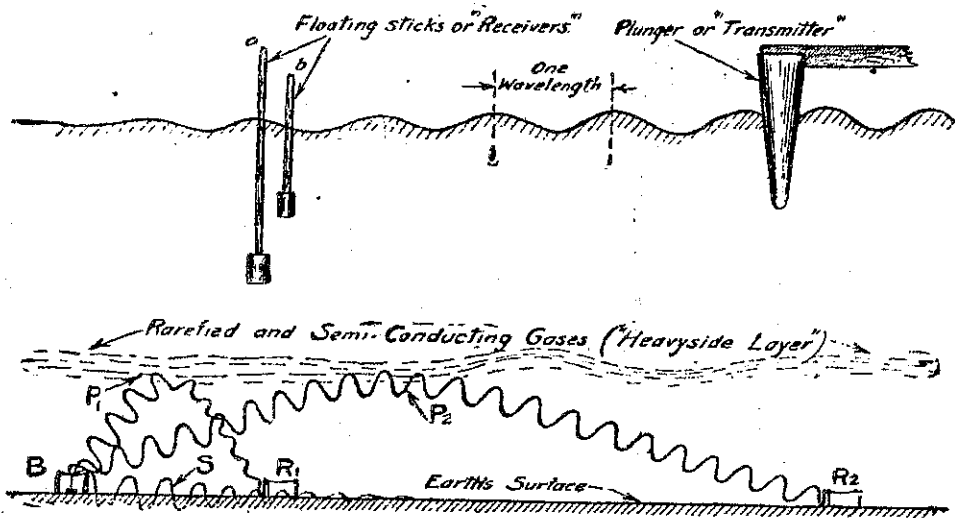 Floating sticks or "Receivers"
Plunger or "Transmitter"
a
b
One
Wavelength
Rarefied and Semi-Conducting Gases ("Heavyside Layer")
P1
P2
B
S
R1
R2
Earth's Surface